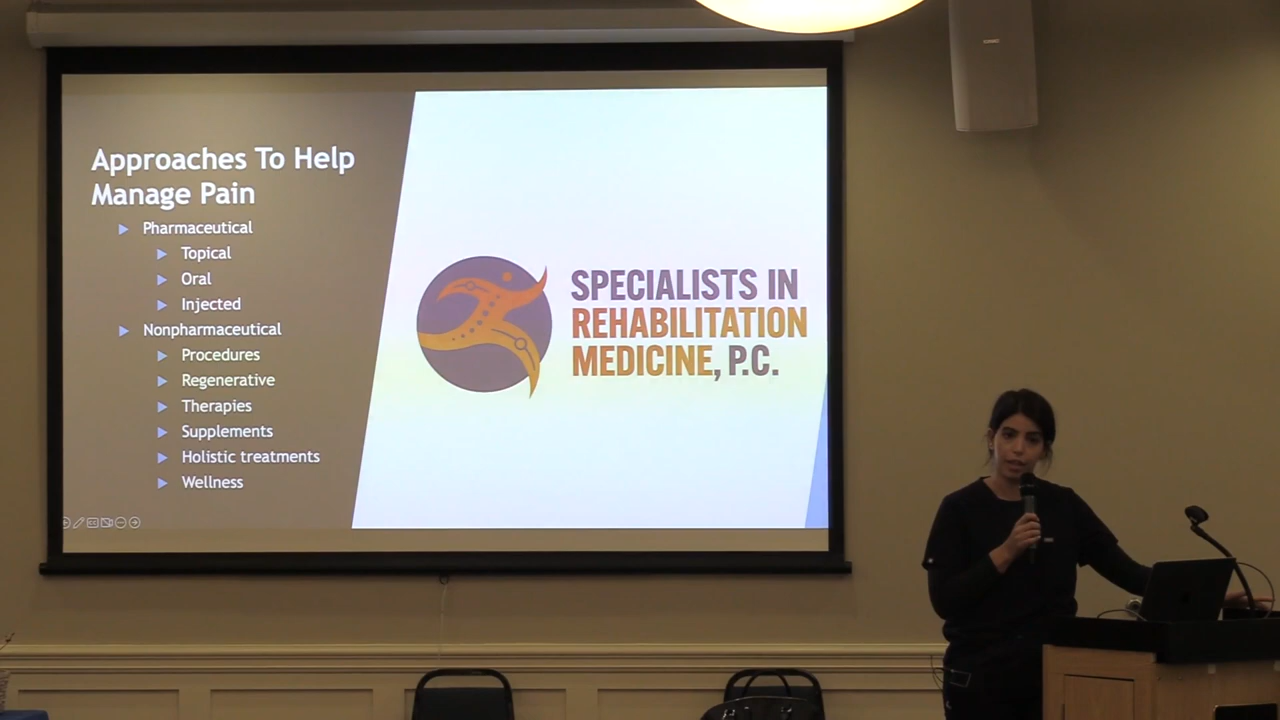 Approaches To Help
Manage Pain
Pharmaceutical
Topical
Oral
Injected
Nonpharmaceutical
Procedures
Regenerative
Therapies
Supplements
Holistic treatments
Wellness
SPECIALISTS IN
REHABILITATION
MEDICINE, P.C.